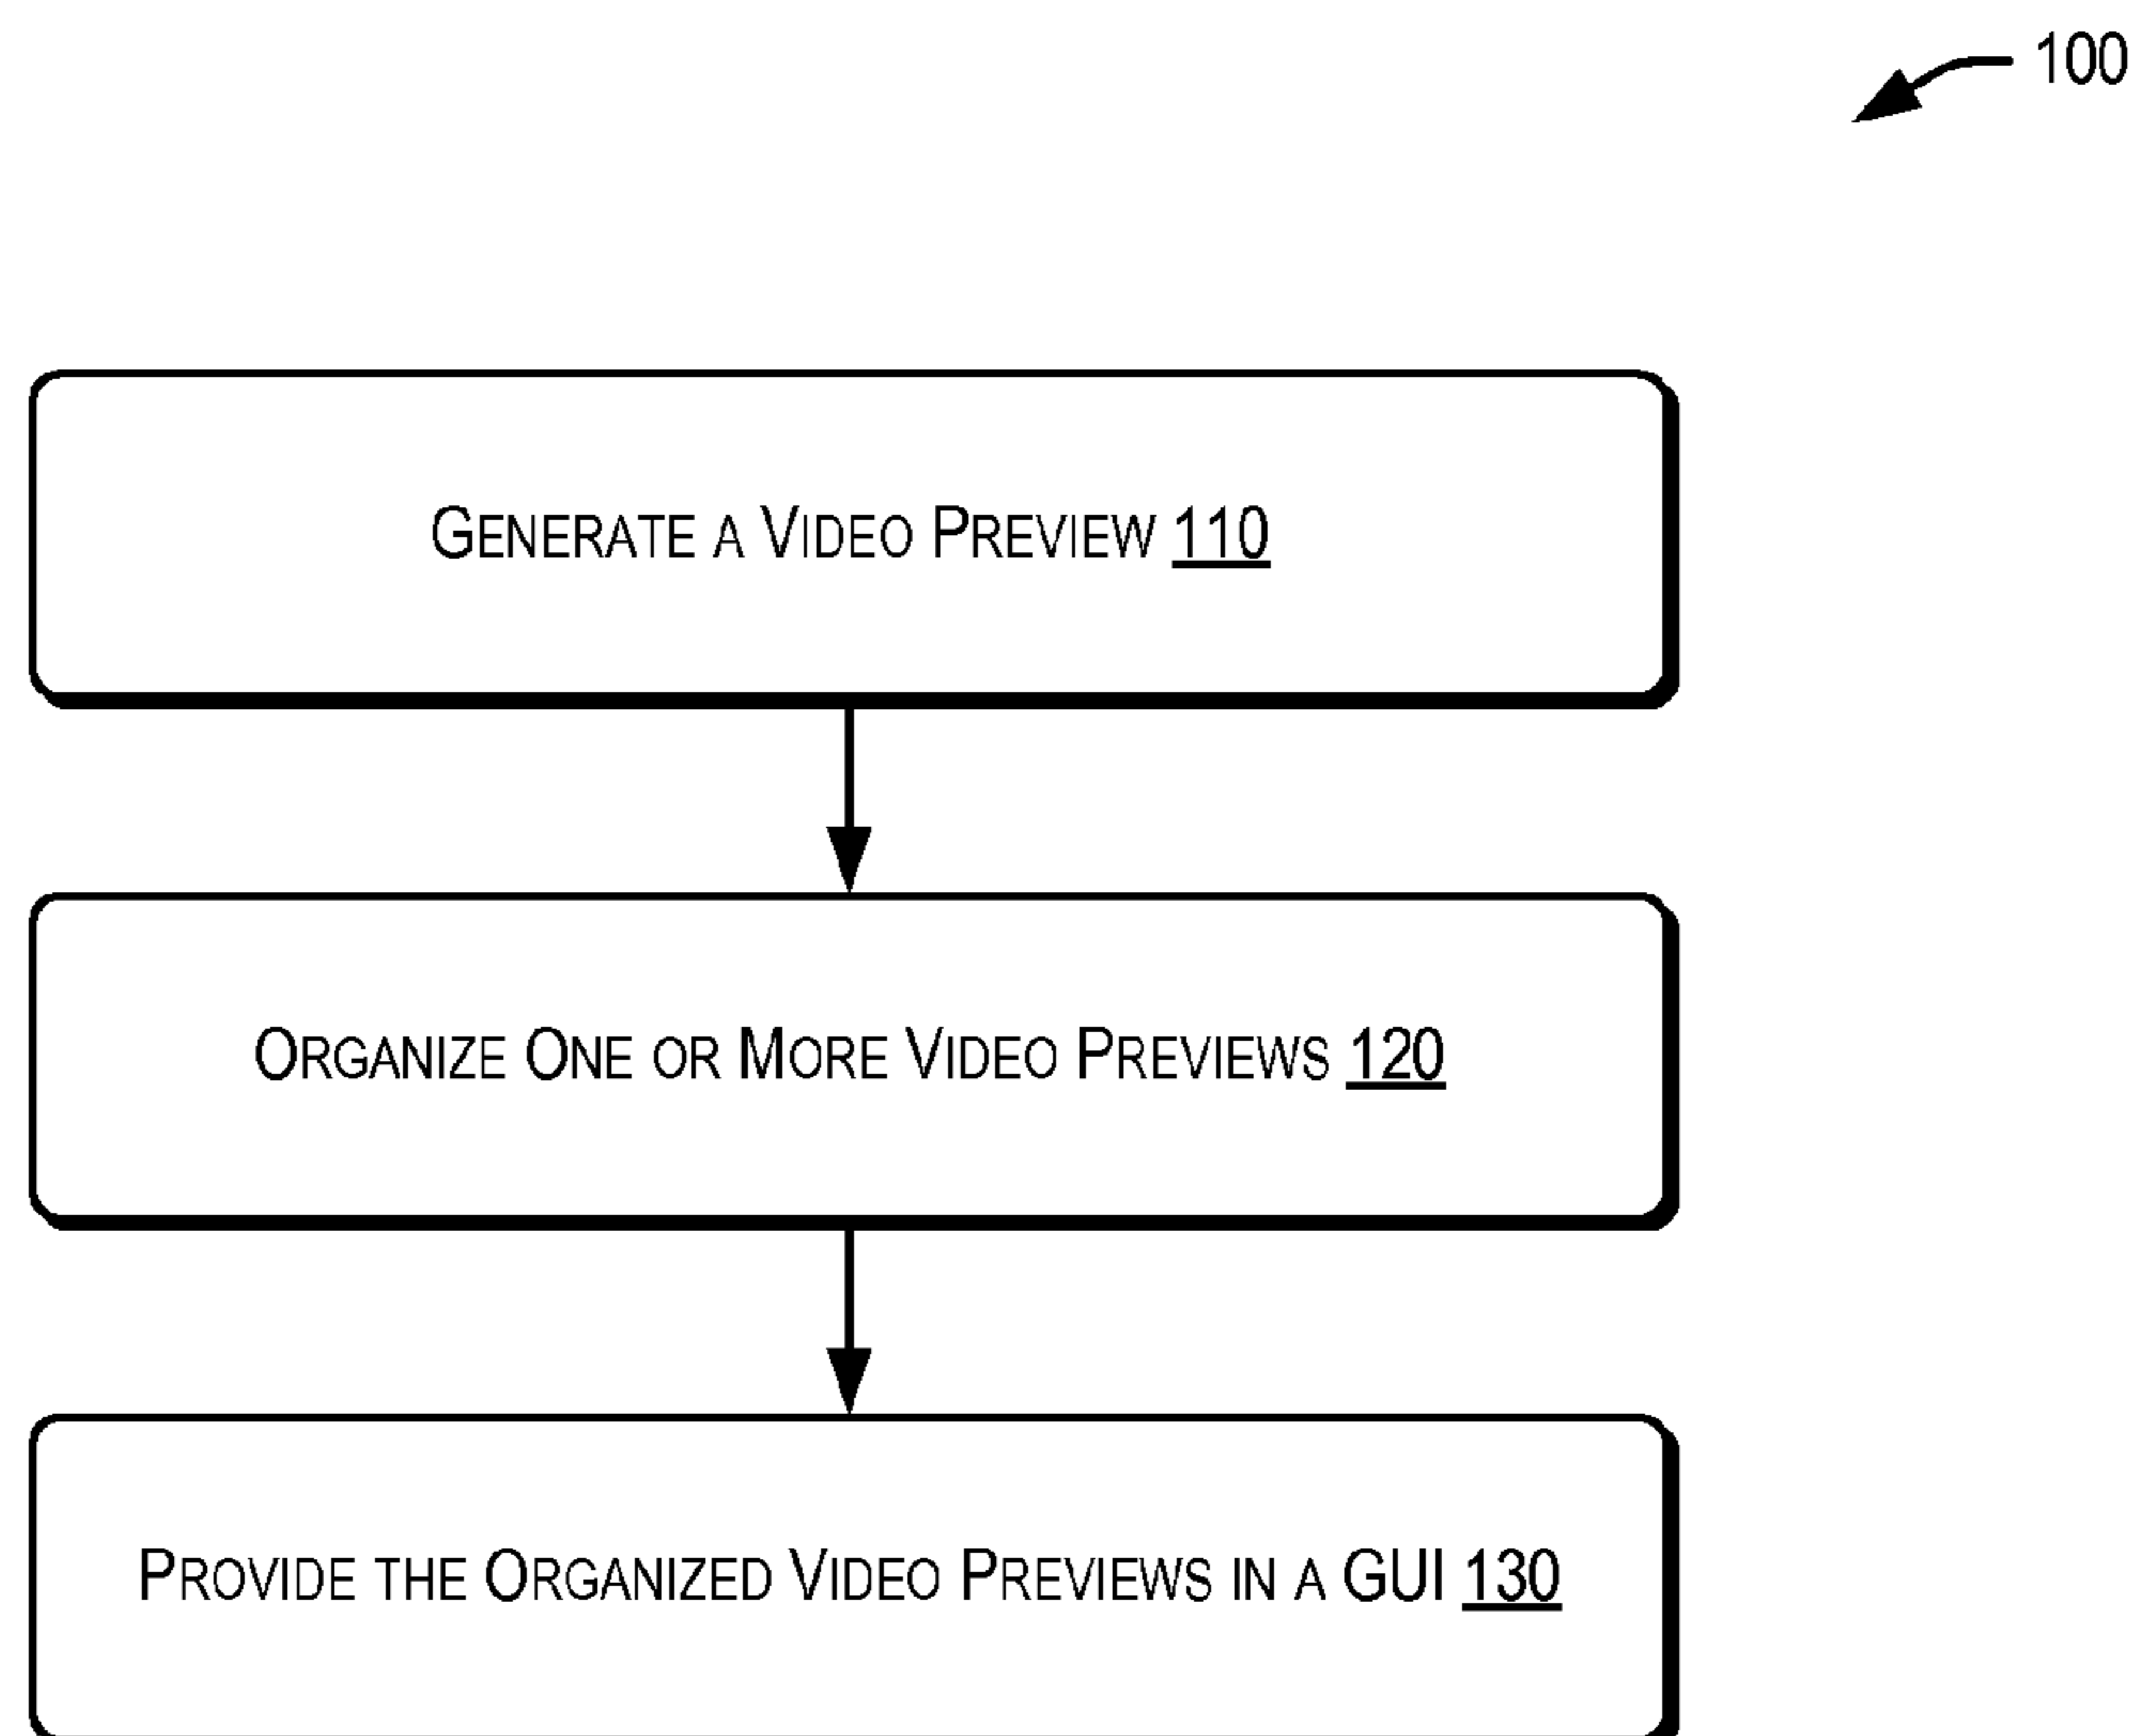 100
Generate a Video Preview 110
Organize One or More Video Previews 120
Provide the Organized Video Previews in a GUI 130